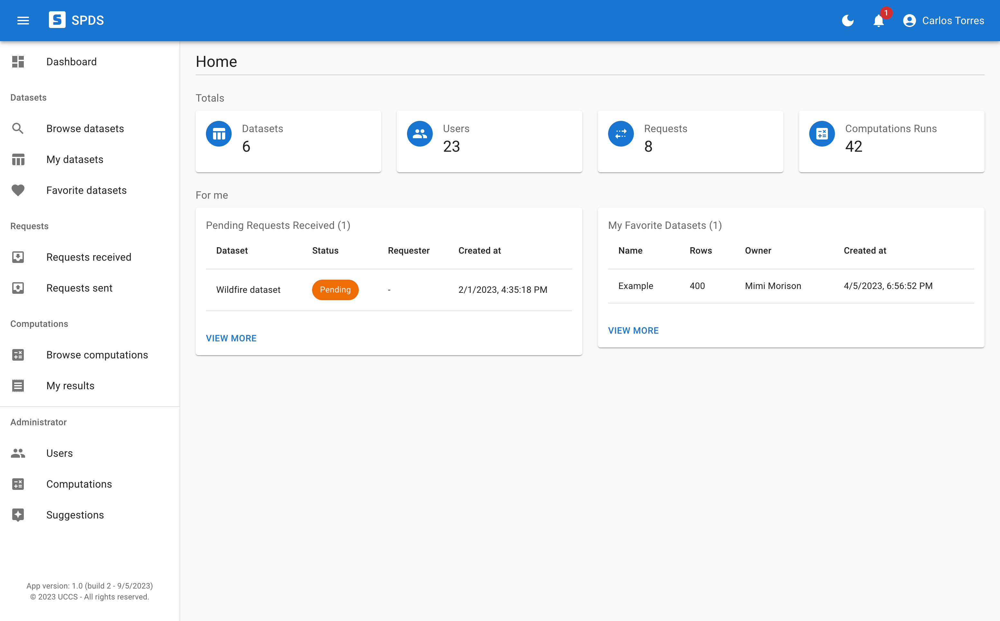 S SPDS
1
Carlos Torres
Dashboard
Datasets
Browse datasets
My datasets
Favorite datasets
Requests
Requests received
Requests sent
Computations
Browse computations
My results
Administrator
Users
Computations
Suggestions
App version: 1.0 (build 2 - 9/5/2023)
© 2023 UCCS - All rights reserved.
Home
Totals
Datasets
6
Users
23
Requests
8
Computations Runs
42
For me
Pending Requests Received (1)
Dataset Status Requester Created at
Wildfire dataset Pending - 2/1/2023, 4:35:18 PM
VIEW MORE
My Favorite Datasets (1)
Name Rows Owner Created at
Example 400 Mimi Morison 4/5/2023, 6:56:52 PM
VIEW MORE